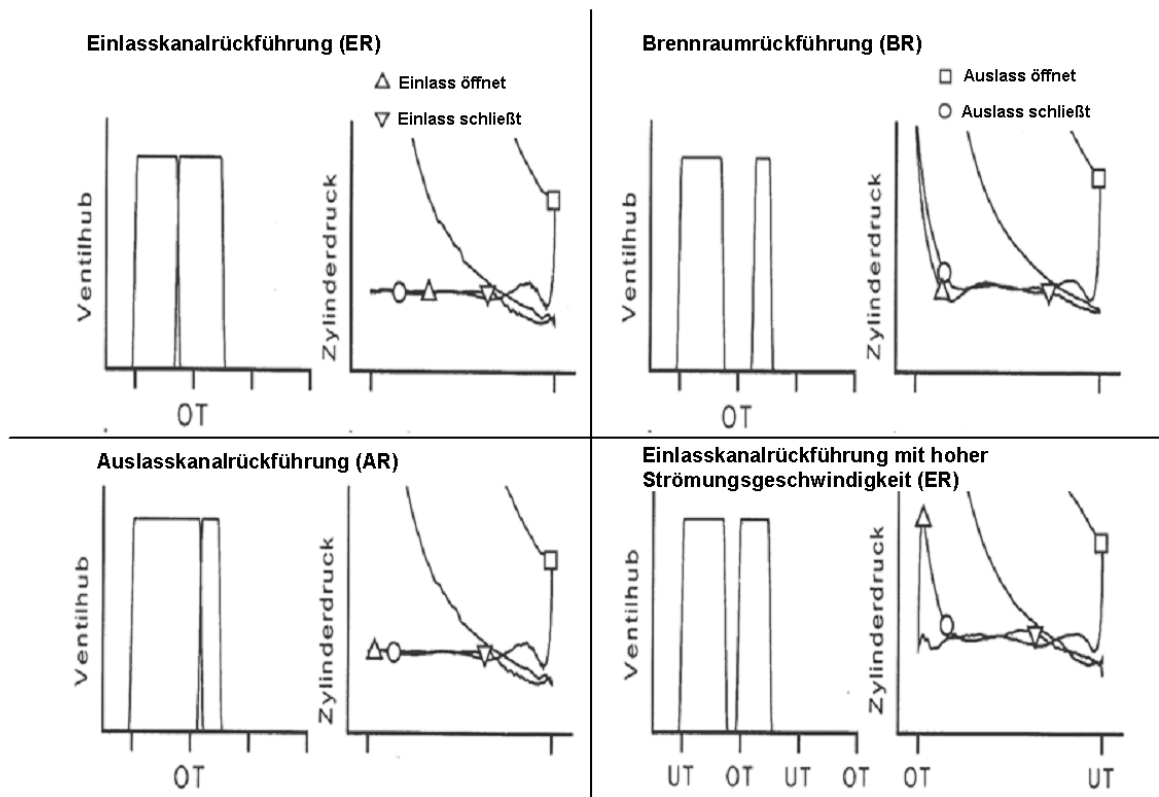 Einlasskanalrückführung (ER)
Einlass öffnet
Einlass schließt
Ventilhub
Zylinderdruck
OT
Brennraumrückführung (BR)
Auslass öffnet
Auslass schließt
Ventilhub
Zylinderdruck
OT
Auslasskanalrückführung (AR)
Ventilhub
Zylinderdruck
OT
Einlasskanalrückführung mit hoher
Strömungsgeschwindigkeit (ER)
Ventilhub
Zylinderdruck
UT OT UT OT
OT UT